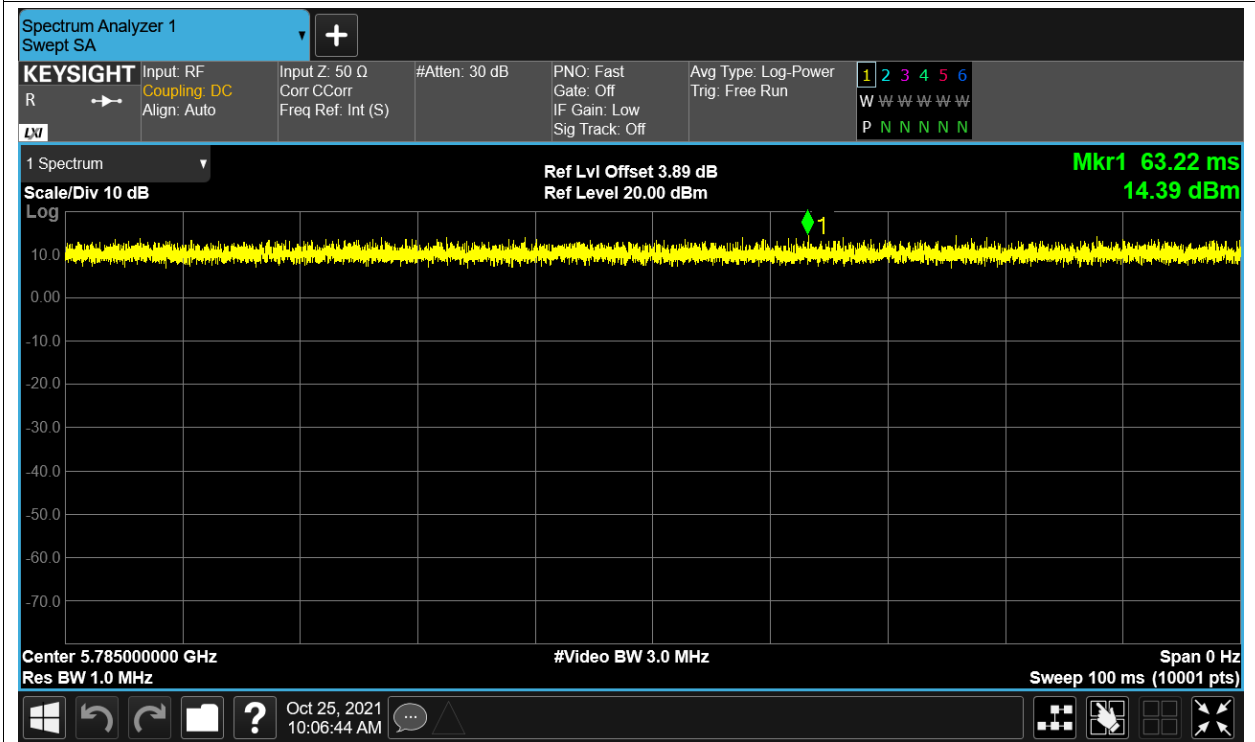 Spectrum Analyzer 1
Swept SA
KEYSIGHT
R
LXI
Input: RF
Coupling: DC
Align: Auto
Input Z: 50 Ω
Corr CCorr
Freq Ref: Int (S)
#Atten: 30 dB
PNO: Fast
Gate: Off
IF Gain: Low
Sig Track: Off
Avg Type: Log-Power
Trig: Free Run
1 2 3 4 5 6
W W W W W W
P N N N N N
1 Spectrum
Scale/Div 10 dB
Ref Lvl Offset 3.89 dB
Ref Level 20.00 dBm
Mkr1 63.22 ms
14.39 dBm
Log
1
10.0
0.00
-10.0
-20.0
-30.0
-40.0
-50.0
-60.0
-70.0
Center 5.785000000 GHz
Res BW 1.0 MHz
#Video BW 3.0 MHz
Span 0 Hz
Sweep 100 ms (10001 pts)
?
Oct 25, 2021
10:06:44 AM